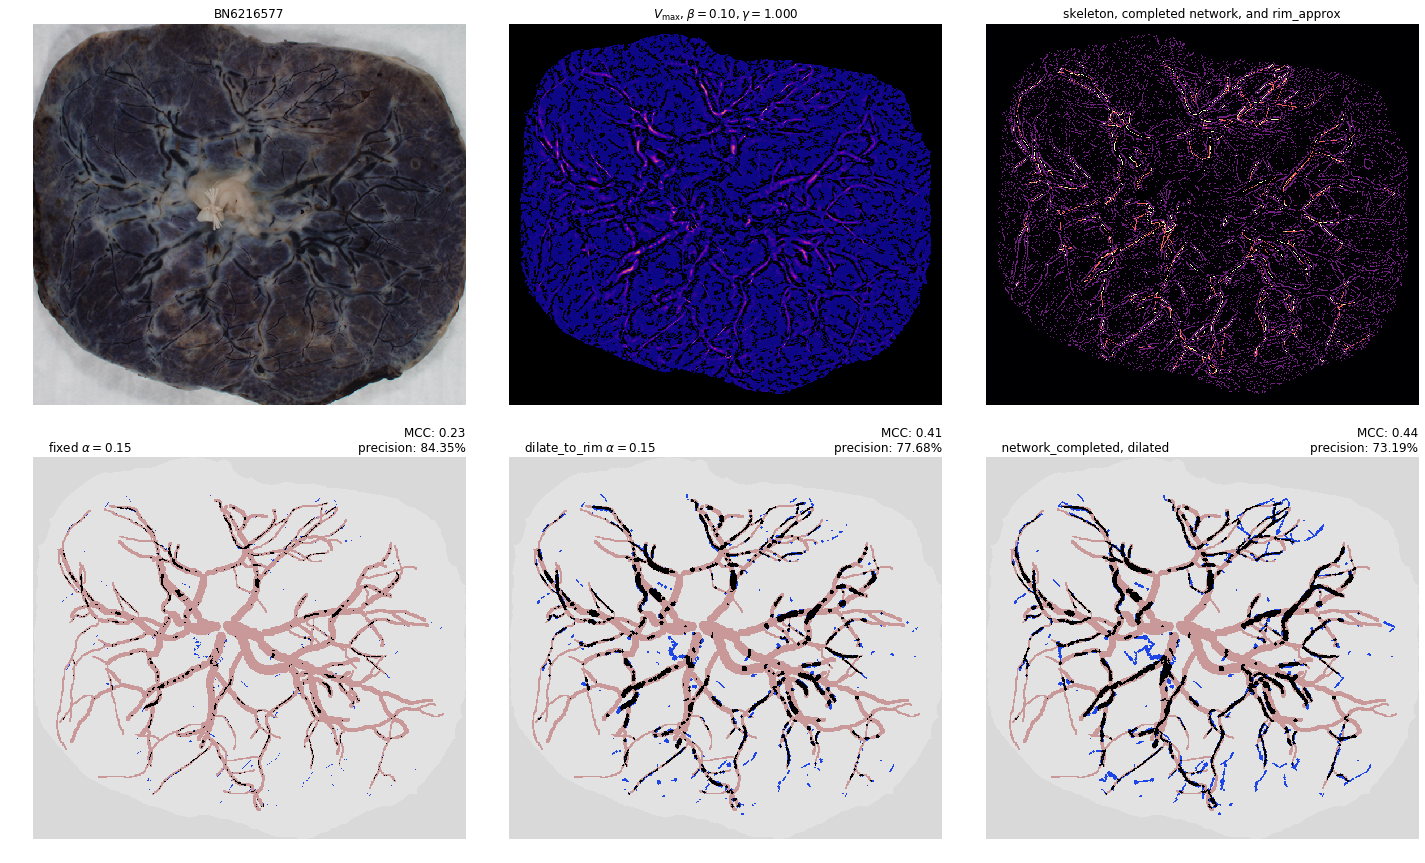 BN6216577
Vmax, β = 0.10, γ = 1.000
skeleton, completed network, and rim_approx
MCC: 0.23
fixed α = 0.15 precision: 84.35%
MCC: 0.41
dilate_to_rim α = 0.15 precision: 77.68%
MCC: 0.44
network_completed, dilated precision: 73.19%